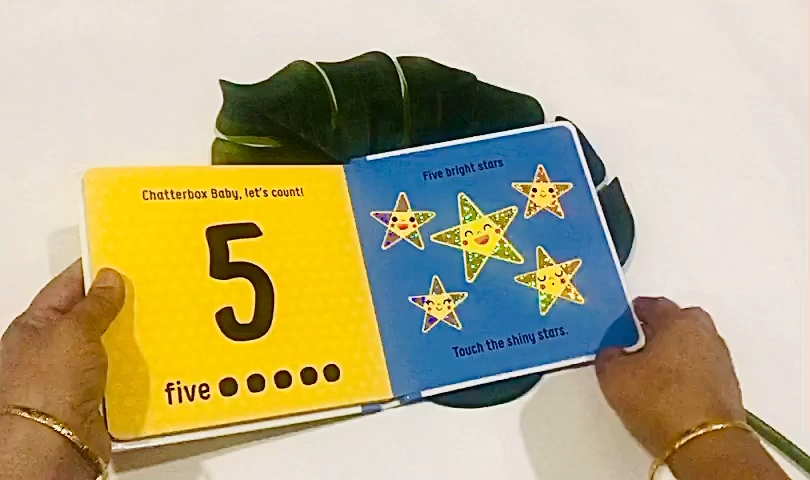 Chatterbox Baby, let's count!
5
five
Five bright stars
Touch the shiny stars.